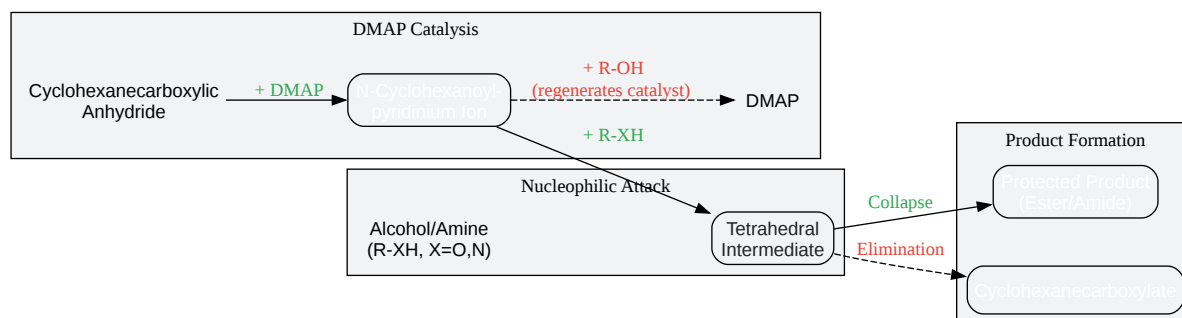 DMAP Catalysis
Cyclohexanecarboxylic
Anhydride
+ DMAP
N-Cyclohexanoyl-
pyridinium Ion
+ R-OH
(regenerates catalyst)
DMAP
+ R-XH
Nucleophilic Attack
Alcohol/Amine
(R-XH, X=O,N)
Tetrahedral
Intermediate
Collapse
Elimination
Product Formation
Protected Product
(Ester/Amide)
Cyclohexanecarboxylate